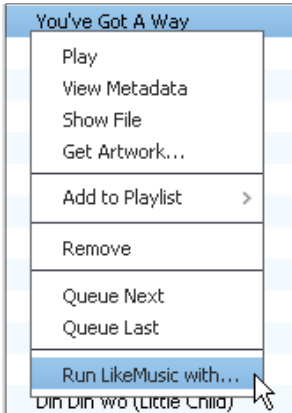 You've Got A Way
Play
View Metadata
Show File
Get Artwork...
Add to Playlist
Remove
Queue Next
Queue Last
Run LikeMusic with...
Din Din Wo (Little Child)